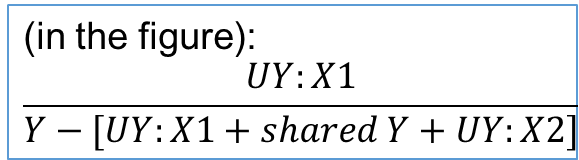 (in the figure):
UY:X1
Y − [UY:X1 + shared Y + UY:X2]